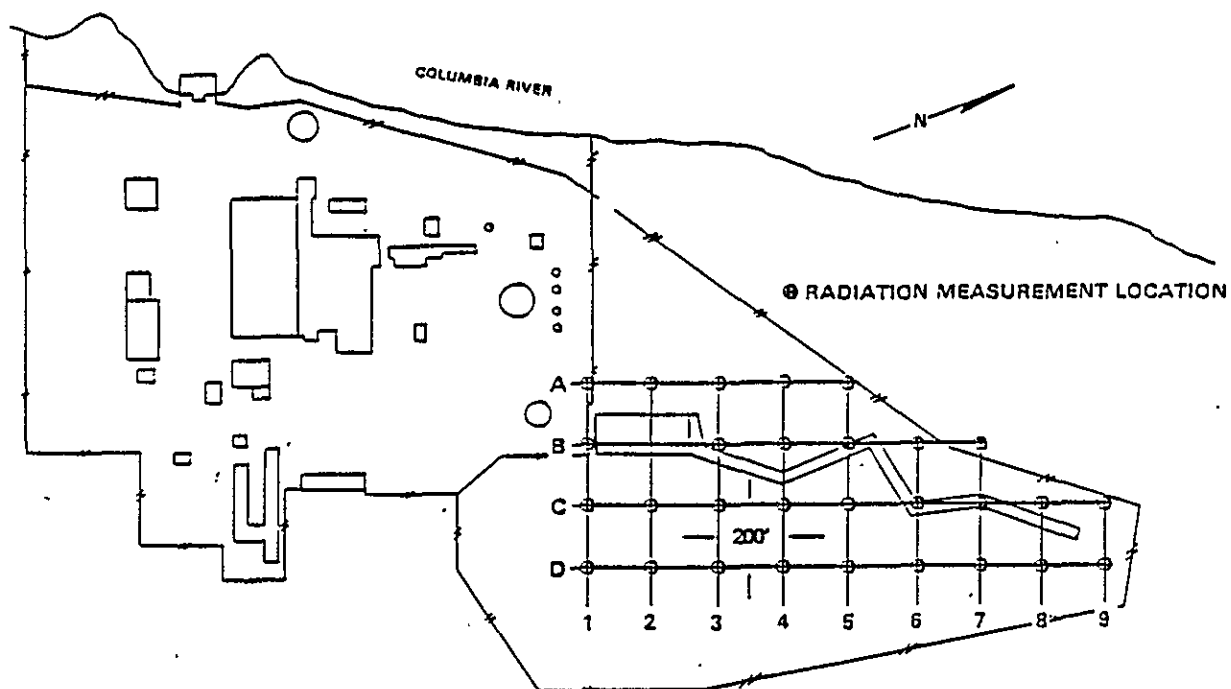 COLUMBIA RIVER
N
⊕ RADIATION MEASUREMENT LOCATION
A
B
C
200'
D
1 2 3 4 5 6 7 8 9